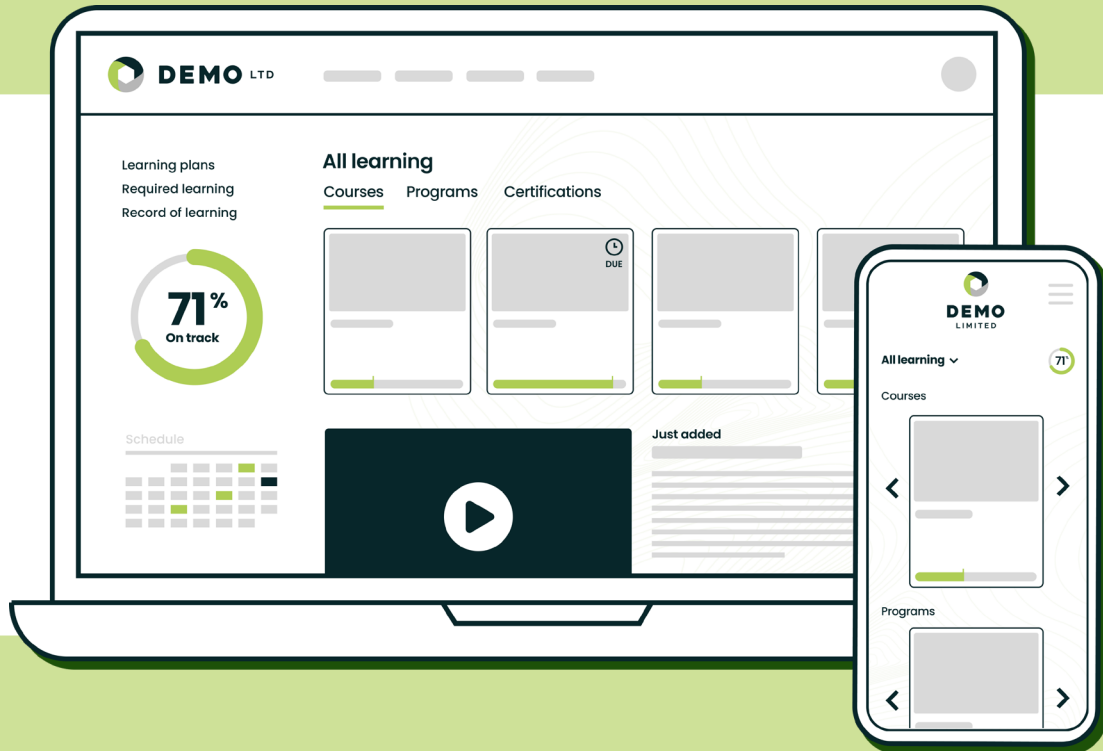 DEMO LTD
Learning plans
Required learning
Record of learning
71%
On track
Schedule
All learning
Courses Programs Certifications
DUE
Just added
DEMO
LIMITED
All learning
71%
Courses
Programs